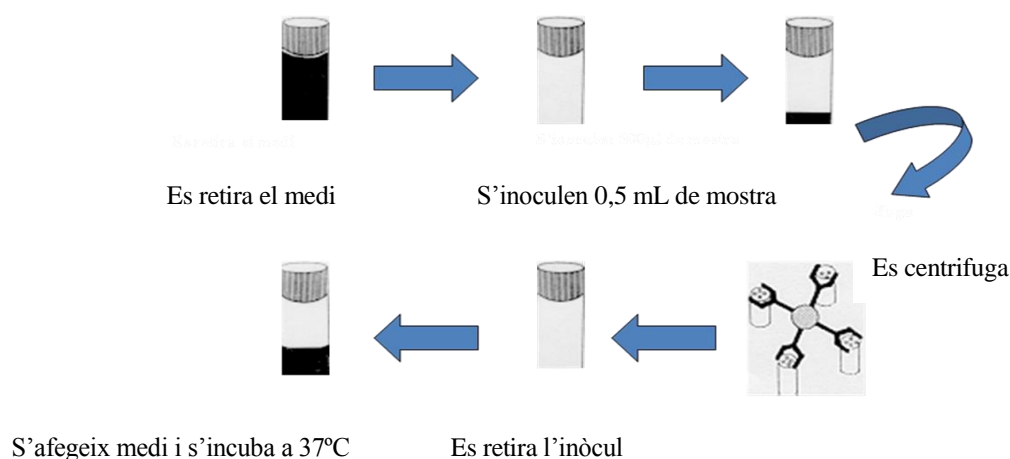 Es retira el medi
S’inoculen 0,5 mL de mostra
Es centrifuga
S’afegeix medi i s’incuba a 37ºC
Es retira l’inòcul